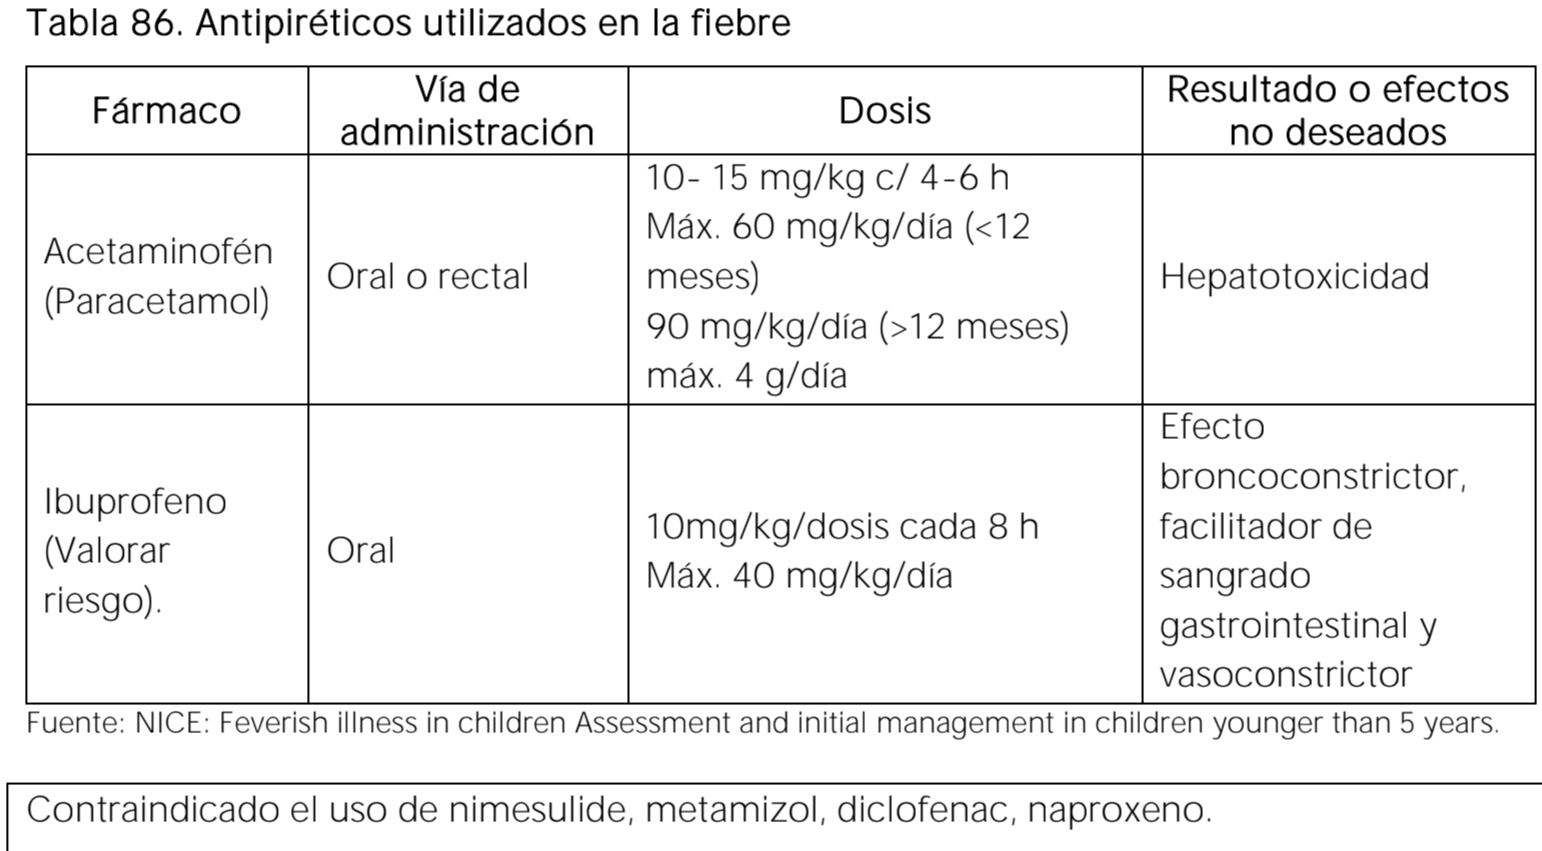 Tabla 86. Antipiréticos utilizados en la fiebre
Fármaco
Vía de
administración
Dosis
Resultado o efectos
no deseados
Acetaminofén
(Paracetamol)
Oral o rectal
10- 15 mg/kg c/ 4-6 h
Máx. 60 mg/kg/día (<12
meses)
90 mg/kg/día (>12 meses)
máx. 4 g/día
Hepatotoxicidad
Ibuprofeno
(Valorar
riesgo).
Oral
10mg/kg/dosis cada 8 h
Máx. 40 mg/kg/día
Efecto
broncoconstrictor,
facilitador de
sangrado
gastrointestinal y
vasoconstrictor
Fuente: NICE: Feverish illness in children Assessment and initial management in children younger than 5 years.
Contraindicado el uso de nimesulide, metamizol, diclofenac, naproxeno.